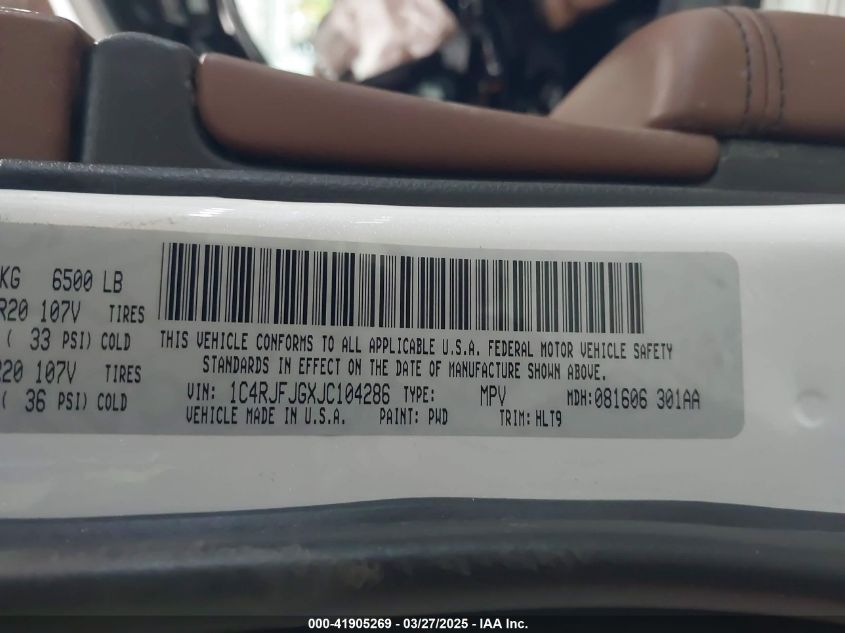 KG 6500 LB
R20 107V TIRES
( 33 PSI) COLD
R20 107V TIRES
( 36 PSI) COLD
THIS VEHICLE CONFORMS TO ALL APPLICABLE U.S.A. FEDERAL MOTOR VEHICLE SAFETY
STANDARDS IN EFFECT ON THE DATE OF MANUFACTURE SHOWN ABOVE.
VIN: 1C4RJFJGXJC104286 TYPE: MPV MDH:081606 301AA
VEHICLE MADE IN U.S.A. PAINT: PWD TRIM: HLT9
000-41905269 - 03/27/2025 - IAA Inc.